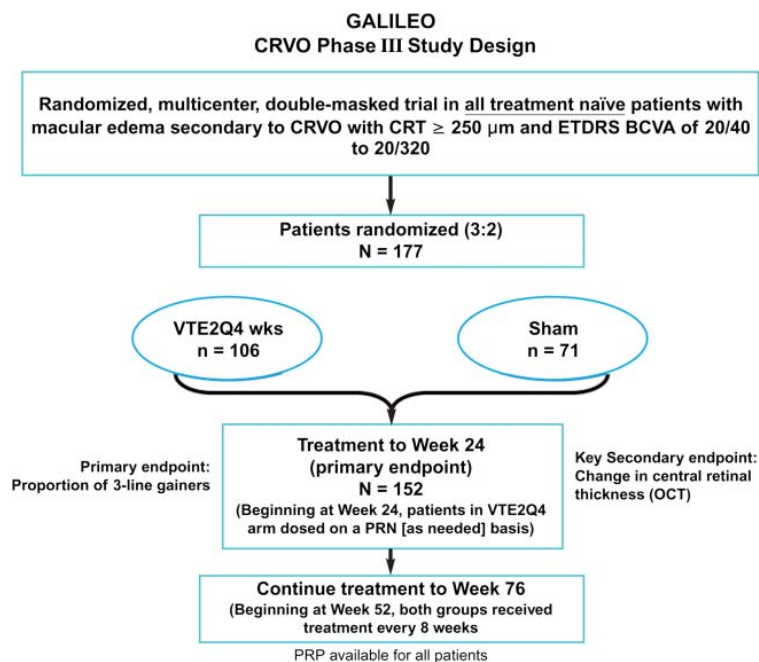 GALILEO
CRVO Phase III Study Design
Randomized, multicenter, double-masked trial in all treatment naïve patients with
macular edema secondary to CRVO with CRT ≥ 250 μm and ETDRS BCVA of 20/40
to 20/320
Patients randomized (3:2)
N = 177
VTE2Q4 wks
n = 106
Sham
n = 71
Primary endpoint:
Proportion of 3-line gainers
Treatment to Week 24
(primary endpoint)
N = 152
(Beginning at Week 24, patients in VTE2Q4
arm dosed on a PRN [as needed] basis)
Key Secondary endpoint:
Change in central retinal
thickness (OCT)
Continue treatment to Week 76
(Beginning at Week 52, both groups received
treatment every 8 weeks
PRP available for all patients